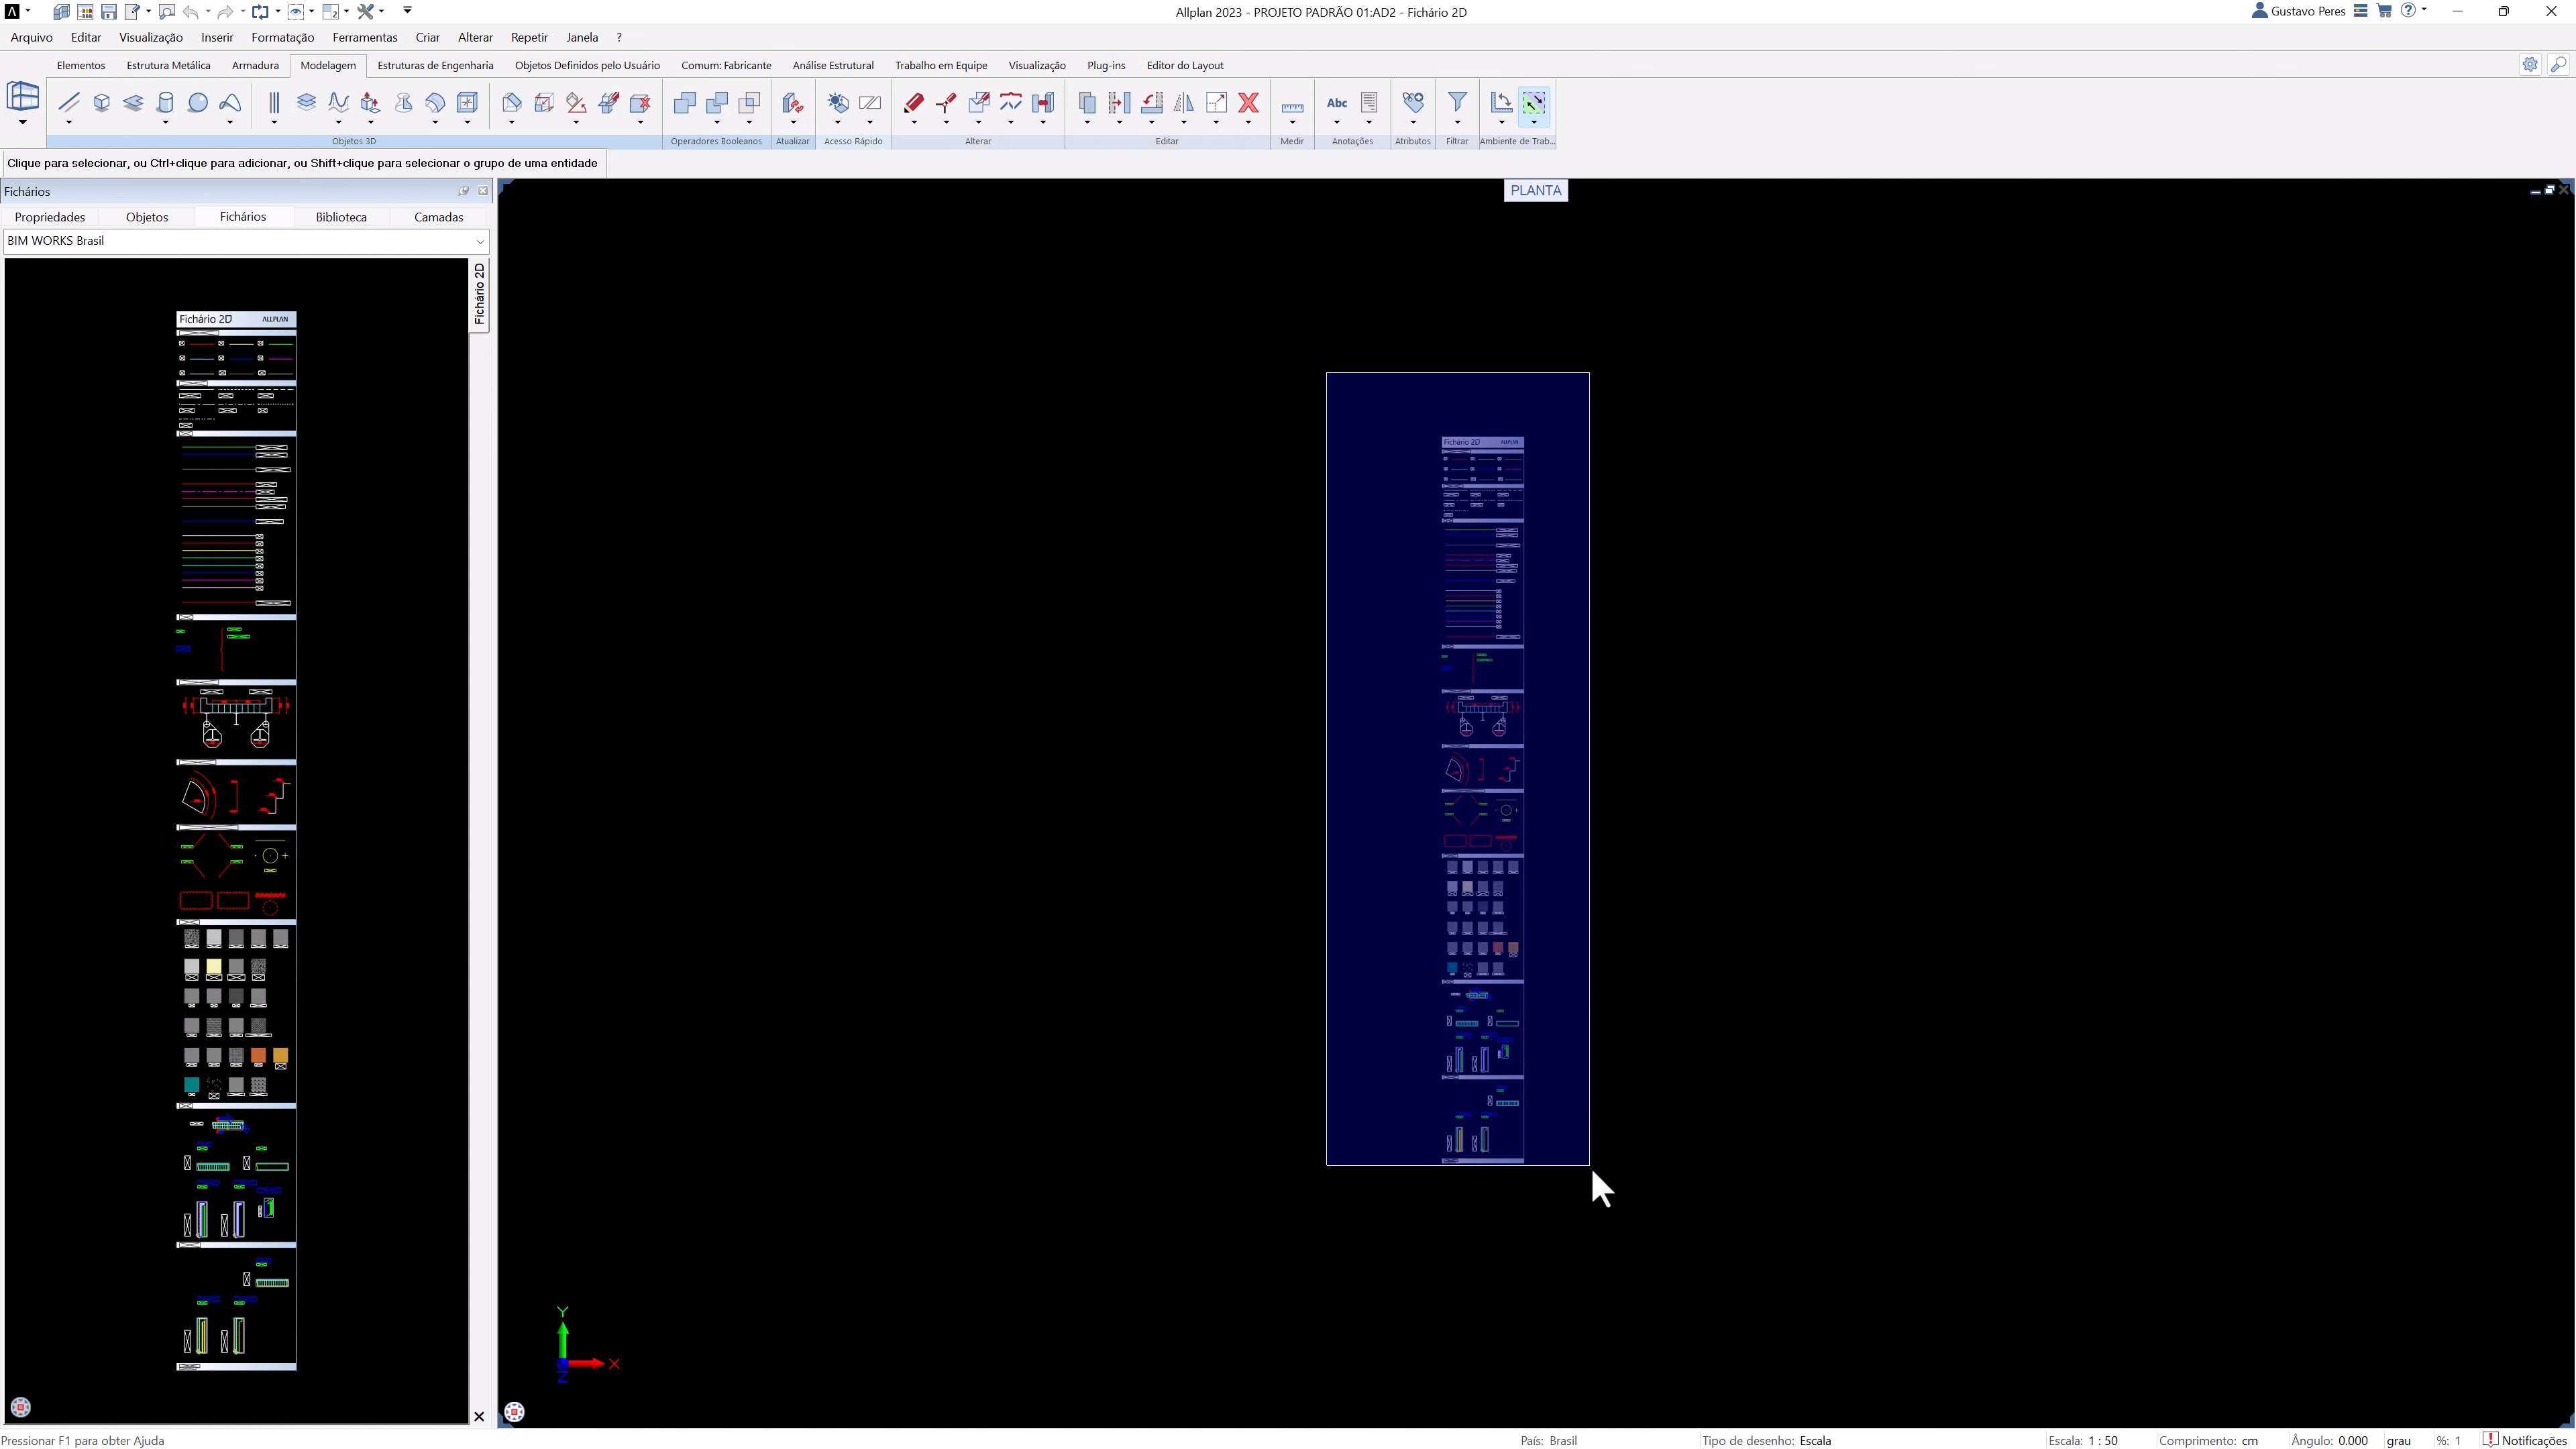 Allplan 2023 - PROJETO PADRÃO 01:AD2 - Fichário 2D
Gustavo Peres
Arquivo Editar Visualização Inserir Formatação Ferramentas Criar Alterar Repetir Janela ?
Elementos Estrutura Metálica Armadura Modelagem Estruturas de Engenharia Objetos Definidos pelo Usuário Comum: Fabricante Análise Estrutural Trabalho em Equipe Visualização Plug-ins Editor do Layout
Abc
Objetos 3D Operadores Booleanos Atualizar Acesso Rápido Alterar Editar Medir Anotações Atributos Filtrar Ambiente de Trab...
Clique para selecionar, ou Ctrl+clique para adicionar, ou Shift+clique para selecionar o grupo de uma entidade
Fichários
PLANTA
Propriedades Objetos Fichários Biblioteca Camadas
BIM WORKS Brasil
Fichário 2D
Fichário 2D ALLPLAN
Fichário 2D ALLPLAN
Y
X
Z
Pressionar F1 para obter Ajuda País: Brasil Tipo de desenho: Escala Escala: 1 : 50 Comprimento: cm Ângulo: 0.000 grau %: 1 Notificações